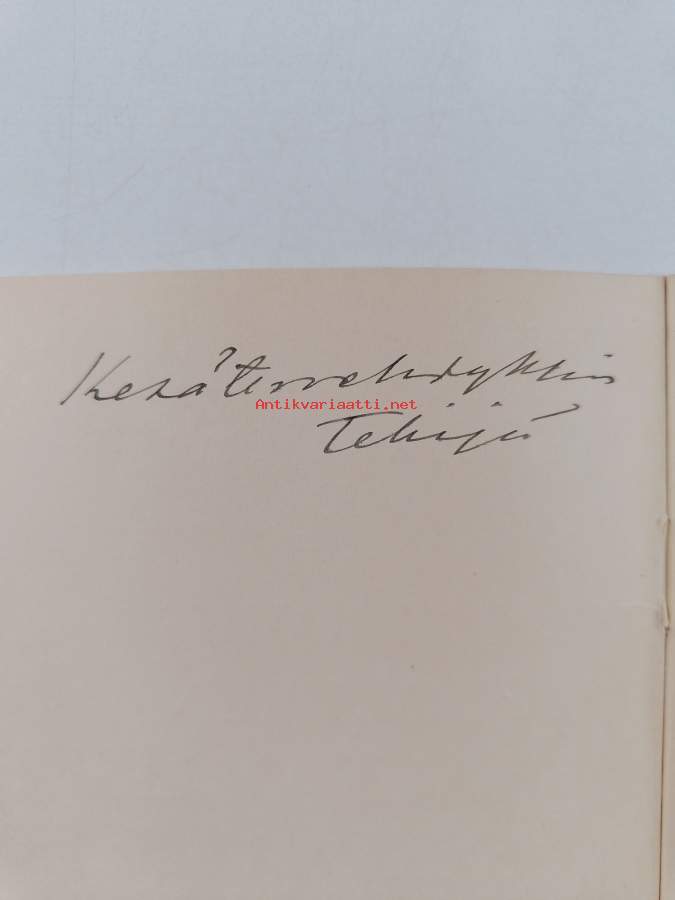 Kesätervehdyksin
Antikvariaatti.net
Tekijä